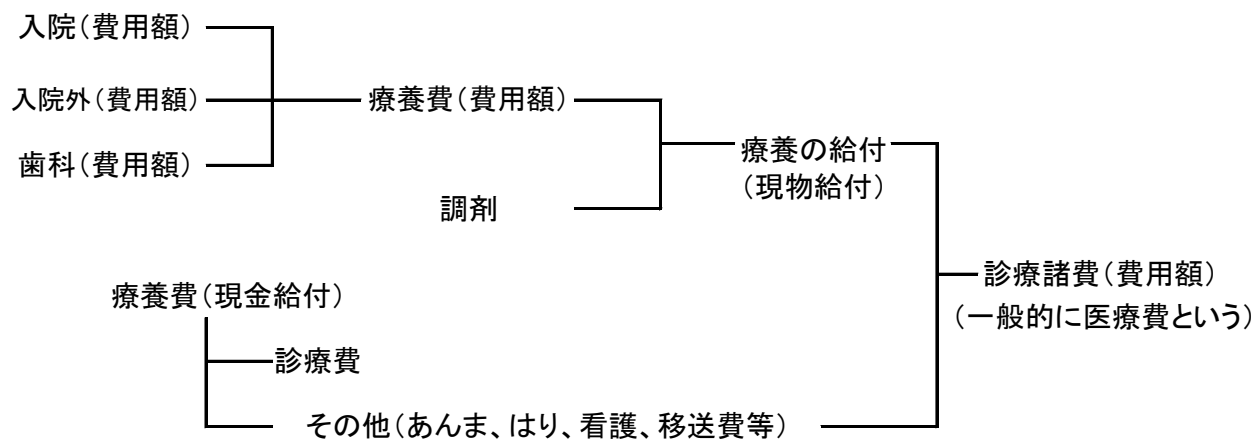 入院（費用額）
入院外（費用額）
療養費（費用額）
歯科（費用額）
療養の給付
（現物給付）
調剤
診療諸費（費用額）
（一般的に医療費という）
療養費（現金給付）
診療費
その他（あんま、はり、看護、移送費等）